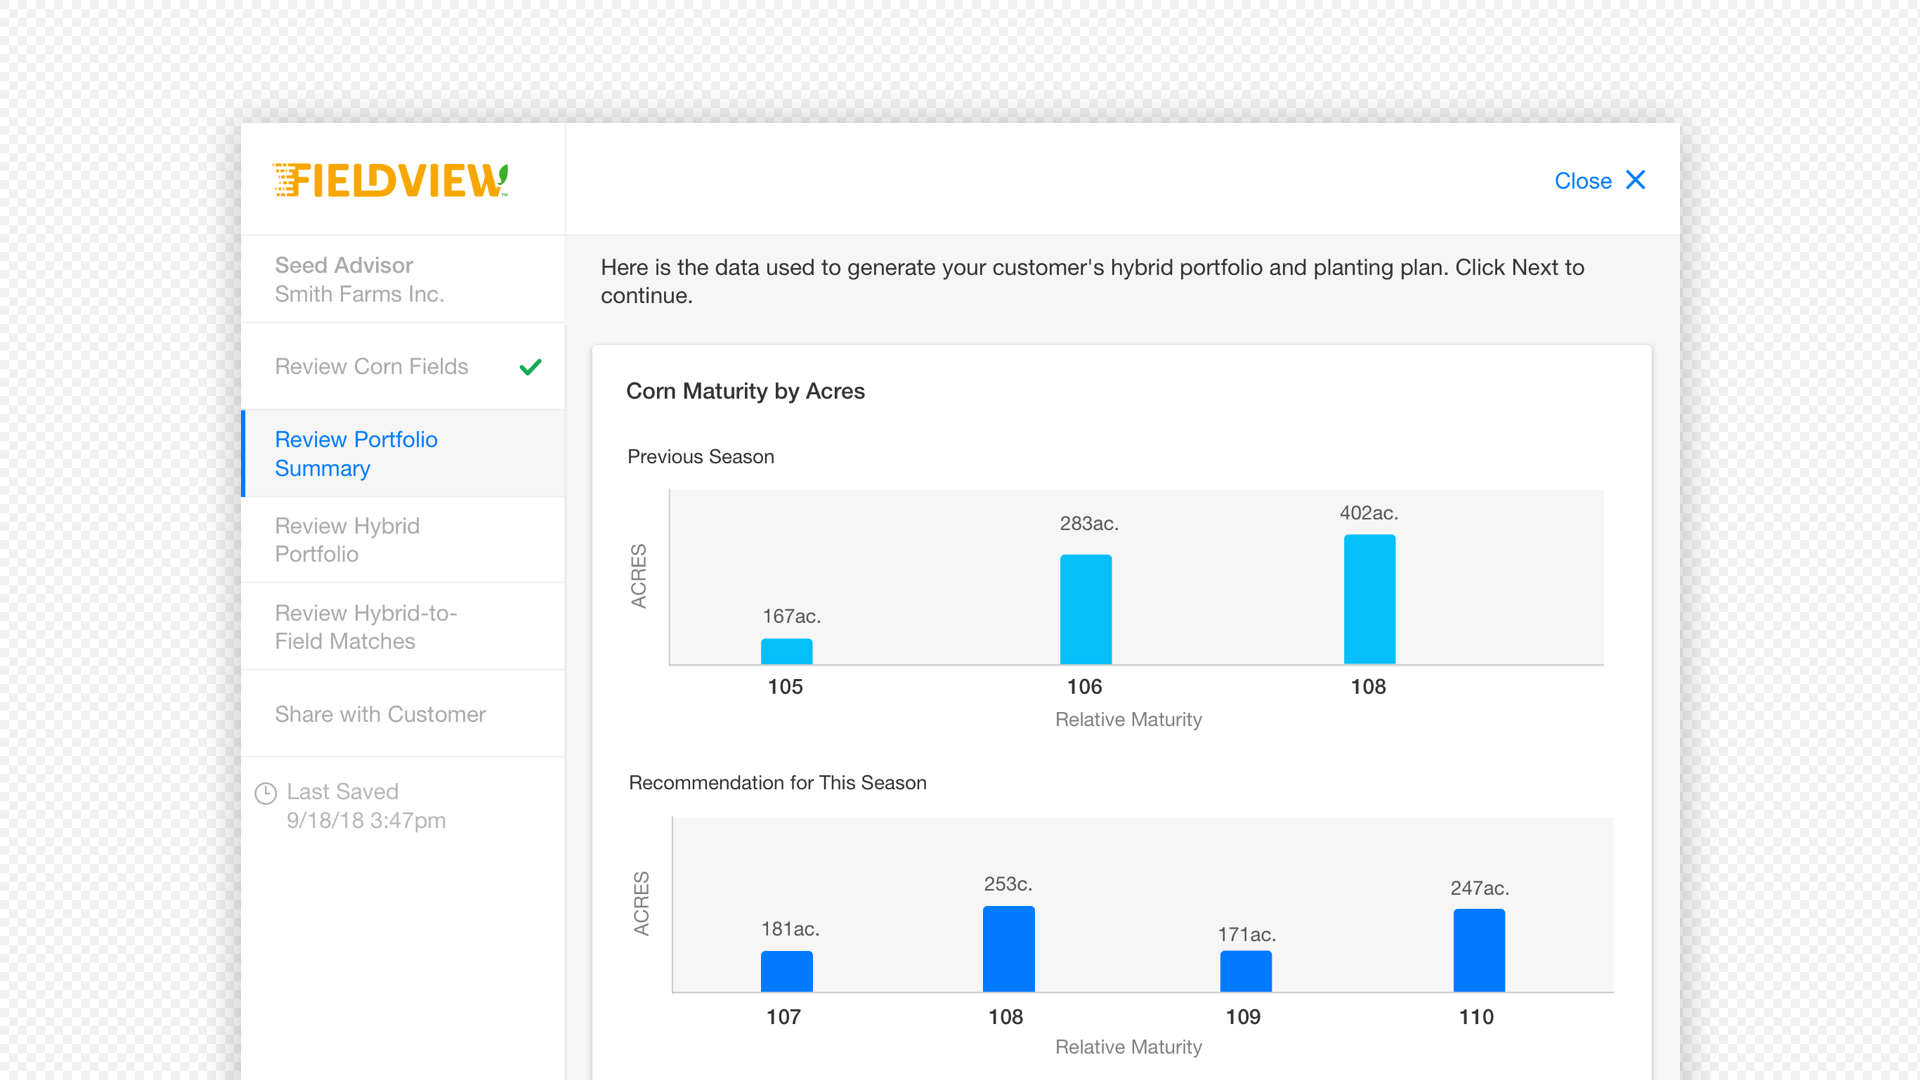 FIELDVIEW™
Close
Seed Advisor
Smith Farms Inc.
Review Corn Fields
Review Portfolio
Summary
Review Hybrid
Portfolio
Review Hybrid-to-
Field Matches
Share with Customer
Last Saved
9/18/18 3:47pm
Here is the data used to generate your customer's hybrid portfolio and planting plan. Click Next to
continue.
Corn Maturity by Acres
Previous Season
ACRES
167ac.
283ac.
402ac.
105
106
108
Relative Maturity
Recommendation for This Season
ACRES
181ac.
253c.
171ac.
247ac.
107
108
109
110
Relative Maturity